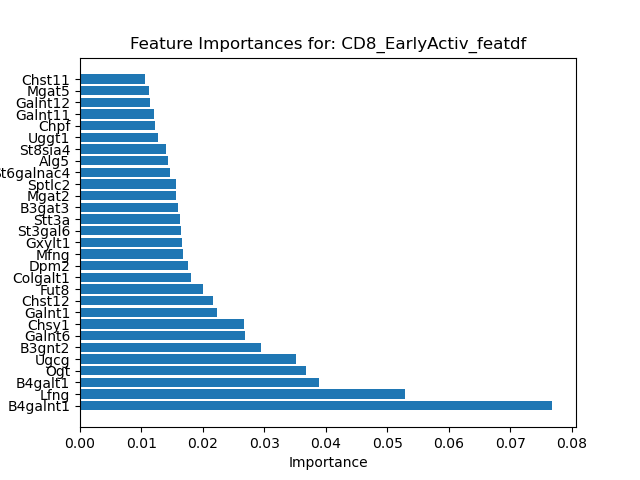 Feature Importances for: CD8_EarlyActiv_featdf
Chst11
Mgat5
Galnt12
Galnt11
Chpf
Uggt1
St8sia4
Alg5
St6galnac4
Sptlc2
Mgat2
B3gat3
Stt3a
St3gal6
Gxylt1
Mfng
Dpm2
Colgalt1
Fut8
Chst12
Galnt1
Chsy1
Galnt6
B3gnt2
Ugcg
Ogt
B4galt1
Lfng
B4galnt1
0.00 0.01 0.02 0.03 0.04 0.05 0.06 0.07 0.08
Importance